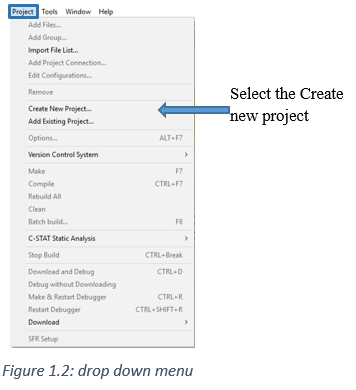 Project Tools Window Help
Add Files...
Add Group...
Import File List...
Add Project Connection...
Edit Configurations...
Remove
Create New Project...
Add Existing Project...
Options... ALT+F7
Version Control System
Make F7
Compile CTRL+F7
Rebuild All
Clean
Batch build... F8
C-STAT Static Analysis
Stop Build CTRL+Break
Download and Debug CTRL+D
Debug without Downloading
Make & Restart Debugger CTRL+R
Restart Debugger CTRL+SHIFT+R
Download
SFR Setup
Select the Create
new project
Figure 1.2: drop down menu